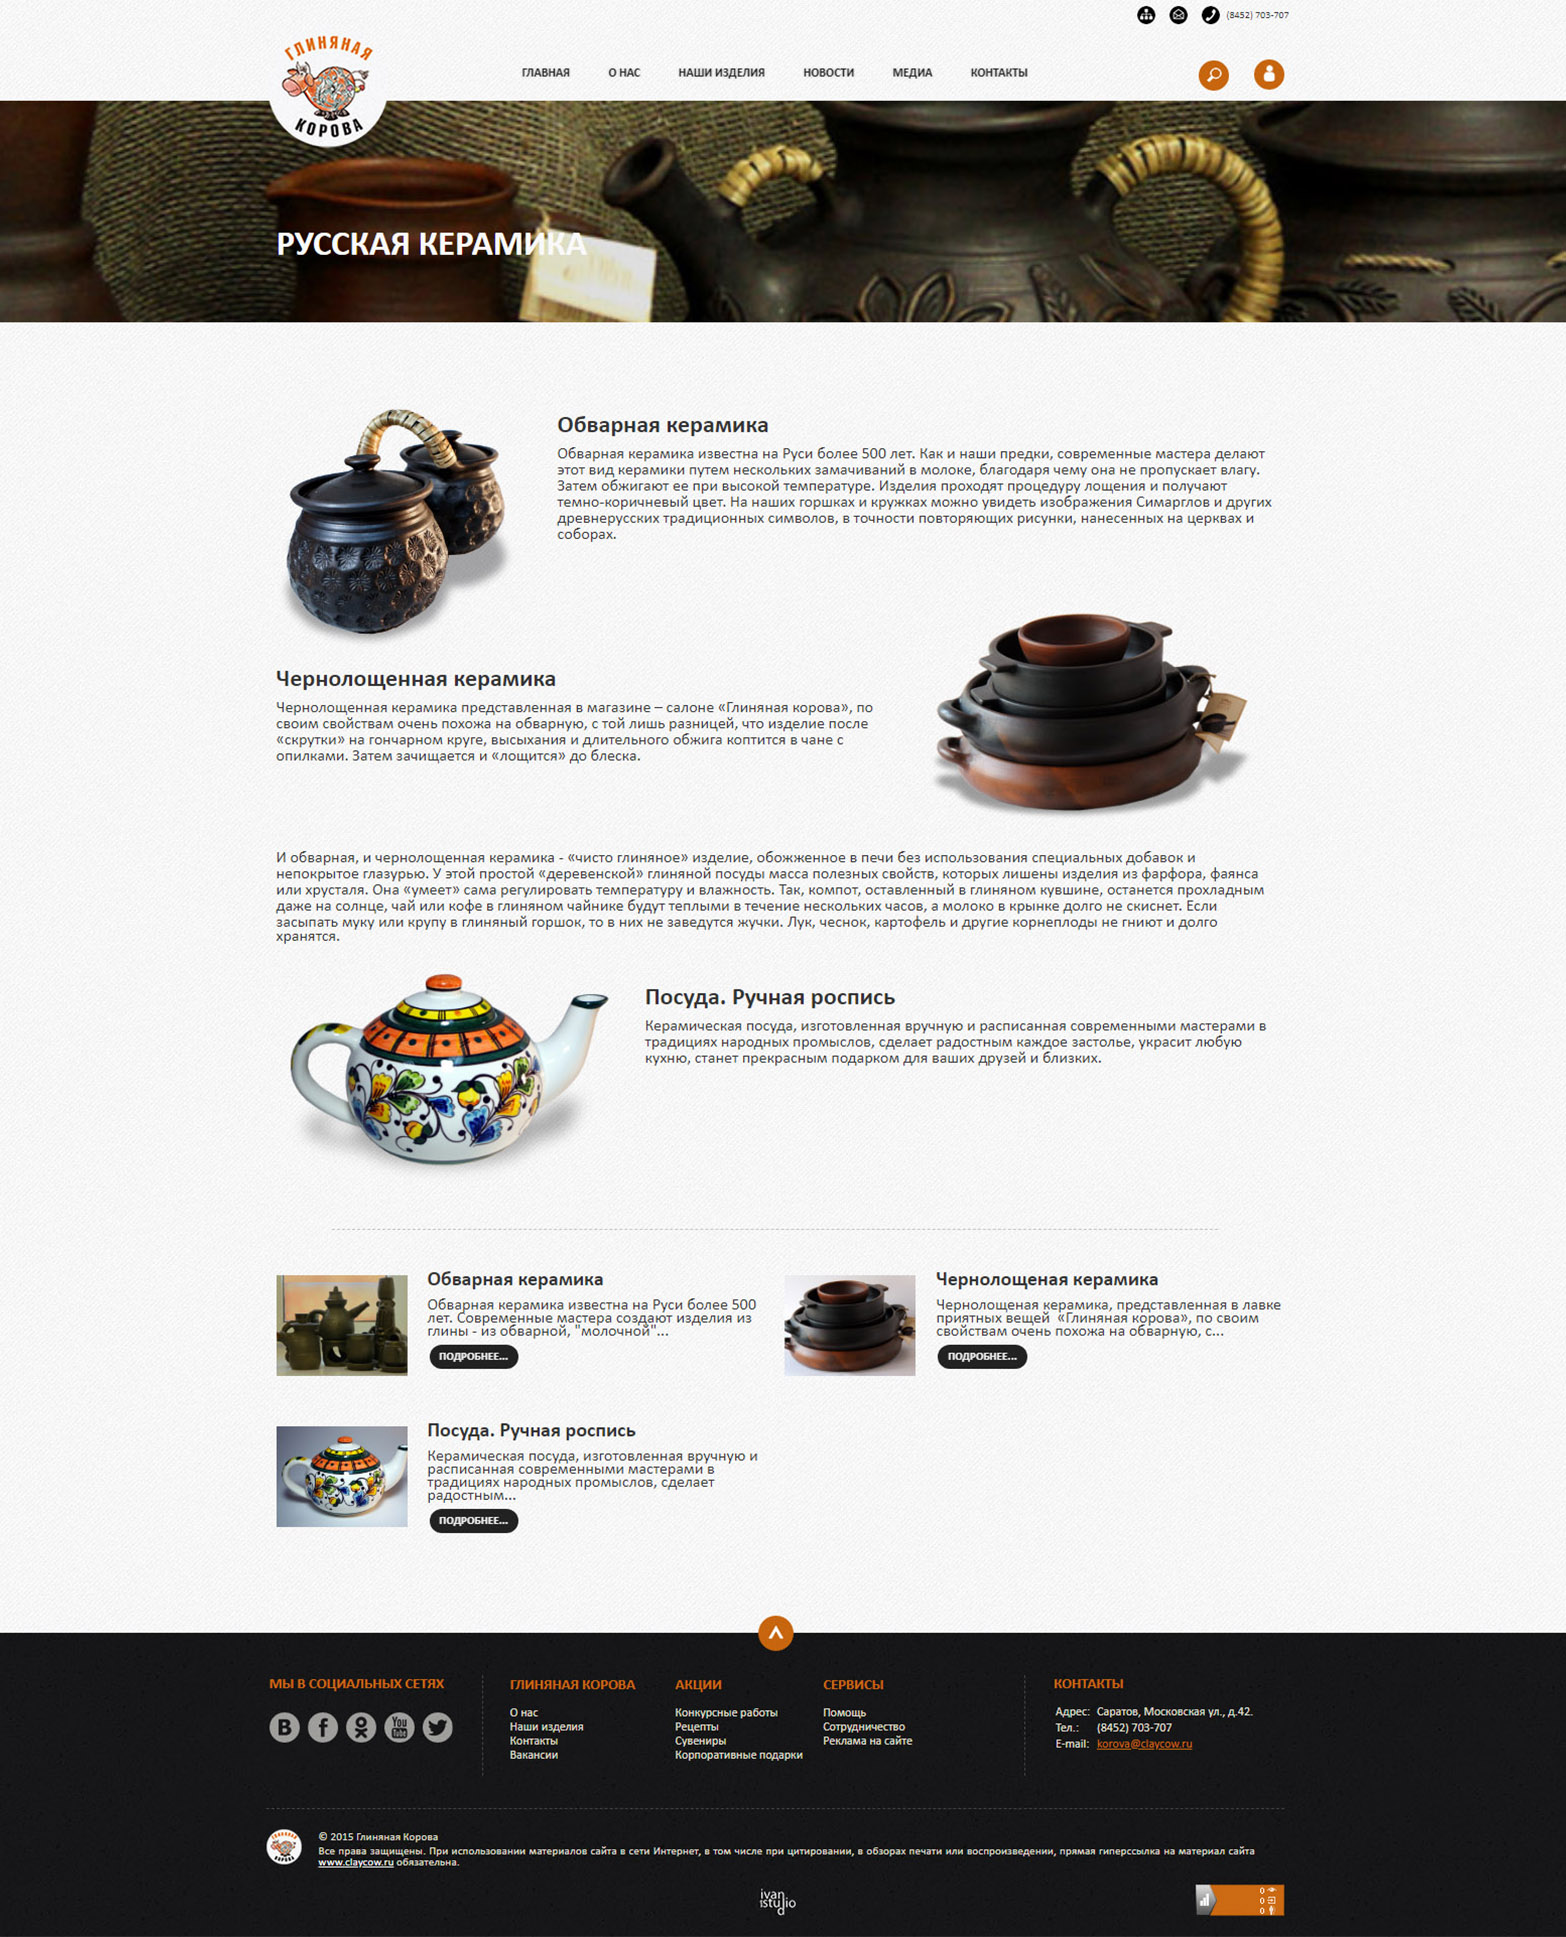 (8452) 703-707
ГЛИНЯНАЯ
КОРОВА
ГЛАВНАЯ
О НАС
НАШИ ИЗДЕЛИЯ
НОВОСТИ
МЕДИА
КОНТАКТЫ
РУССКАЯ КЕРАМИКА
Обварная керамика
Обварная керамика известна на Руси более 500 лет. Как и наши предки, современные мастера делают
этот вид керамики путем нескольких замачиваний в молоке, благодаря чему она не пропускает влагу.
Затем обжигают ее при высокой температуре. Изделия проходят процедуру лощения и получают
темно-коричневый цвет. На наших горшках и кружках можно увидеть изображения Симарглов и других
древнерусских традиционных символов, в точности повторяющих рисунки, нанесенных на церквах и
соборах.
Чернолощенная керамика
Чернолощенная керамика представленная в магазине – салоне «Глиняная корова», по
своим свойствам очень похожа на обварную, с той лишь разницей, что изделие после
«скрутки» на гончарном круге, высыхания и длительного обжига коптится в чане с
опилками. Затем зачищается и «лощится» до блеска.
И обварная, и чернолощенная керамика - «чисто глиняное» изделие, обожженное в печи без использования специальных добавок и
непокрытое глазурью. У этой простой «деревенской» глиняной посуды масса полезных свойств, которых лишены изделия из фарфора, фаянса
или хрусталя. Она «умеет» сама регулировать температуру и влажность. Так, компот, оставленный в глиняном кувшине, останется прохладным
даже на солнце, чай или кофе в глиняном чайнике будут теплыми в течение нескольких часов, а молоко в крынке долго не скиснет. Если
засыпать муку или крупу в глиняный горшок, то в них не заведутся жучки. Лук, чеснок, картофель и другие корнеплоды не гниют и долго
хранятся.
Посуда. Ручная роспись
Керамическая посуда, изготовленная вручную и расписанная современными мастерами в
традициях народных промыслов, сделает радостным каждое застолье, украсит любую
кухню, станет прекрасным подарком для ваших друзей и близких.
Обварная керамика
Обварная керамика известна на Руси более 500
лет. Современные мастера создают изделия из
глины - из обварной, "молочной"...
ПОДРОБНЕЕ...
Чернолощеная керамика
Чернолощеная керамика, представленная в лавке
приятных вещей «Глиняная корова», по своим
свойствам очень похожа на обварную, с...
ПОДРОБНЕЕ...
Посуда. Ручная роспись
Керамическая посуда, изготовленная вручную и
расписанная современными мастерами в
традициях народных промыслов, сделает
радостным...
ПОДРОБНЕЕ...
МЫ В СОЦИАЛЬНЫХ СЕТЯХ
You
Tube
ГЛИНЯНАЯ КОРОВА
О нас
Наши изделия
Контакты
Вакансии
АКЦИИ
Конкурсные работы
Рецепты
Сувениры
Корпоративные подарки
СЕРВИСЫ
Помощь
Сотрудничество
Реклама на сайте
КОНТАКТЫ
Адрес: Саратов, Московская ул., д.42.
Тел.: (8452) 703-707
E-mail: korova@claycow.ru
ГЛИНЯНАЯ
КОРОВА
© 2015 Глиняная Корова
Все права защищены. При использовании материалов сайта в сети Интернет, в том числе при цитировании, в обзорах печати или воспроизведении, прямая гиперссылка на материал сайта
www.claycow.ru обязательна.
ivan
studio
0
0
0